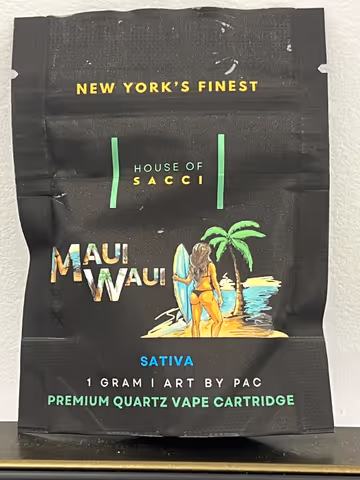 NEW YORK'S FINEST
HOUSE OF
SACCI
MAUI
WAUI
SATIVA
1 GRAM | ART BY PAC
PREMIUM QUARTZ VAPE CARTRIDGE